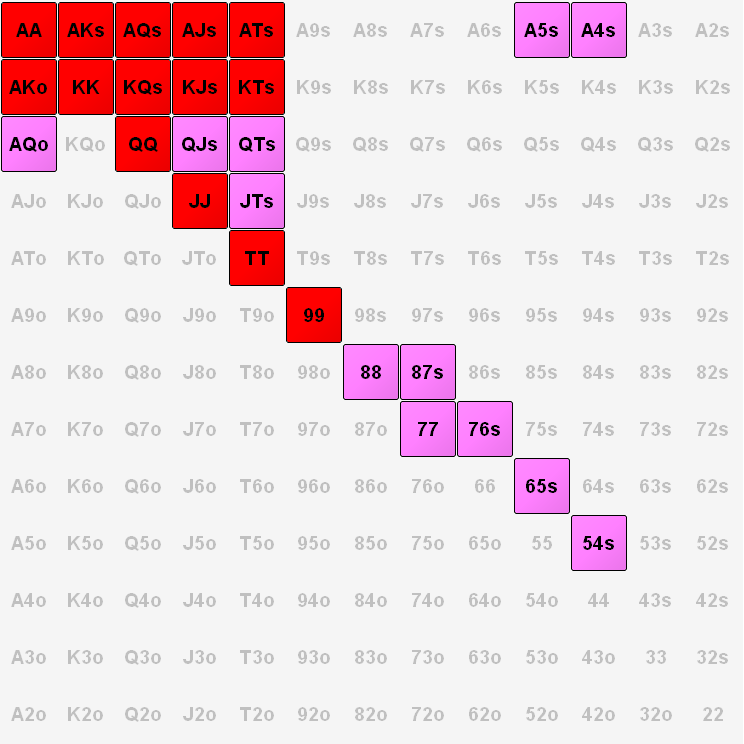 AA AKs AQs AJs ATs A9s A8s A7s A6s A5s A4s A3s A2s
AKo KK KQs KJs KTs K9s K8s K7s K6s K5s K4s K3s K2s
AQo KQo QQ QJs QTs Q9s Q8s Q7s Q6s Q5s Q4s Q3s Q2s
AJo KJo QJo JJ JTs J9s J8s J7s J6s J5s J4s J3s J2s
ATo KTo QTo JTo TT T9s T8s T7s T6s T5s T4s T3s T2s
A9o K9o Q9o J9o T9o 99 98s 97s 96s 95s 94s 93s 92s
A8o K8o Q8o J8o T8o 98o 88 87s 86s 85s 84s 83s 82s
A7o K7o Q7o J7o T7o 97o 87o 77 76s 75s 74s 73s 72s
A6o K6o Q6o J6o T6o 96o 86o 76o 66 65s 64s 63s 62s
A5o K5o Q5o J5o T5o 95o 85o 75o 65o 55 54s 53s 52s
A4o K4o Q4o J4o T4o 94o 84o 74o 64o 54o 44 43s 42s
A3o K3o Q3o J3o T3o 93o 83o 73o 63o 53o 43o 33 32s
A2o K2o Q2o J2o T2o 92o 82o 72o 62o 52o 42o 32o 22